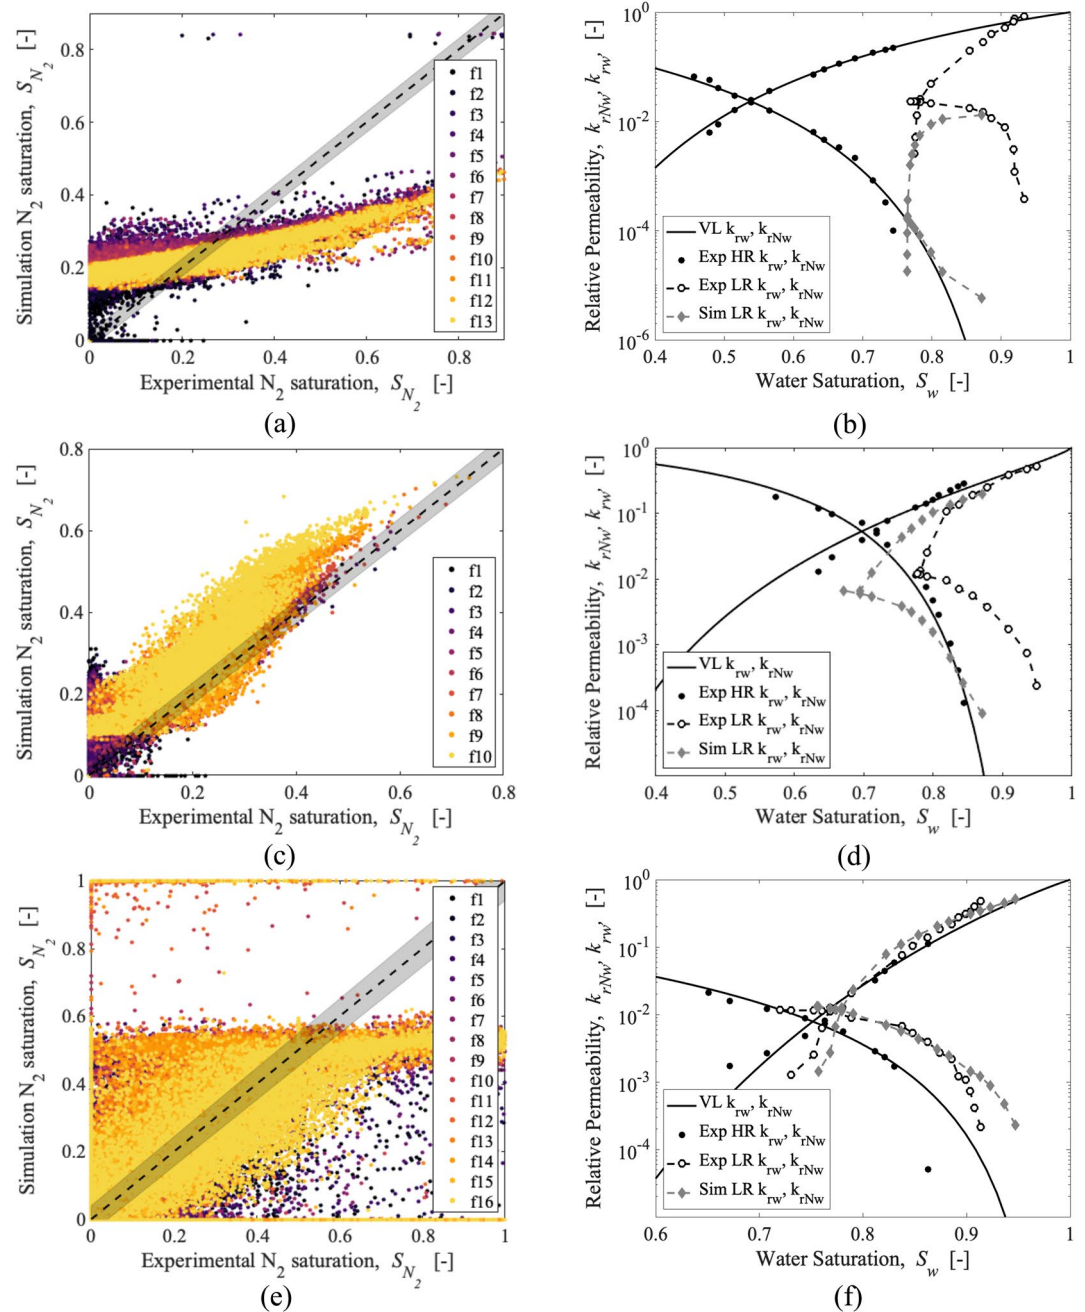 Simulation N2 saturation, SN2 [-]
0.8
0.6
0.4
0.2
0
f1
f2
f3
f4
f5
f6
f7
f8
f9
f10
f11
f12
f13
0 0.2 0.4 0.6 0.8
Experimental N2 saturation, SN2 [-]
(a)
Relative Permeability, krNw, krw, [-]
10^0
10^-2
10^-4
10^-6
VL krw, krNw
Exp HR krw, krNw
Exp LR krw, krNw
Sim LR krw, krNw
0.4 0.5 0.6 0.7 0.8 0.9 1
Water Saturation, Sw [-]
(b)
Simulation N2 saturation, SN2 [-]
0.8
0.6
0.4
0.2
0
f1
f2
f3
f4
f5
f6
f7
f8
f9
f10
0 0.2 0.4 0.6 0.8
Experimental N2 saturation, SN2 [-]
(c)
Relative Permeability, krNw, krw, [-]
10^0
10^-1
10^-2
10^-3
10^-4
VL krw, krNw
Exp HR krw, krNw
Exp LR krw, krNw
Sim LR krw, krNw
0.4 0.5 0.6 0.7 0.8 0.9 1
Water Saturation, Sw [-]
(d)
Simulation N2 saturation, SN2 [-]
1
0.8
0.6
0.4
0.2
0
f1
f2
f3
f4
f5
f6
f7
f8
f9
f10
f11
f12
f13
f14
f15
f16
0 0.2 0.4 0.6 0.8 1
Experimental N2 saturation, SN2 [-]
(e)
Relative Permeability, krNw, krw, [-]
10^0
10^-1
10^-2
10^-3
10^-4
VL krw, krNw
Exp HR krw, krNw
Exp LR krw, krNw
Sim LR krw, krNw
0.6 0.7 0.8 0.9 1
Water Saturation, Sw [-]
(f)